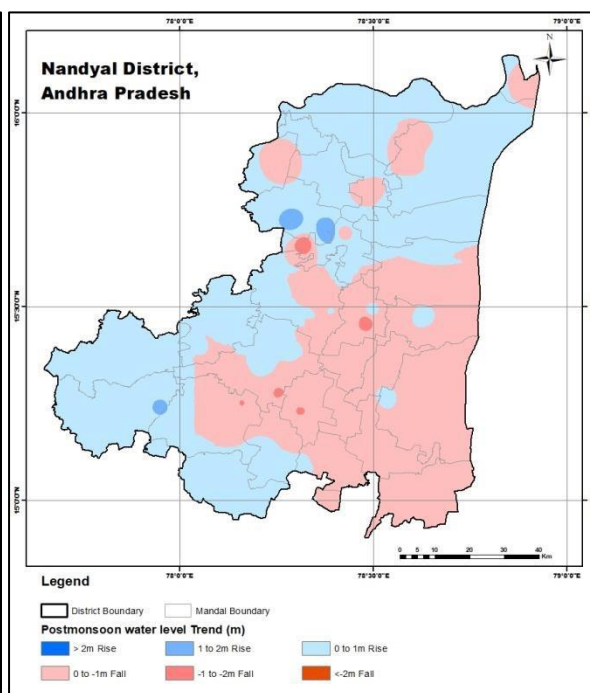 78°0'0"E 78°30'0"E 79°0'0"E
Nandyal District,
Andhra Pradesh
N
16°0'0"N
15°30'0"N
15°0'0"N
0 5 10 20 30 40
Km
78°0'0"E 78°30'0"E 79°0'0"E
Legend
District Boundary Mandal Boundary
Postmonsoon water level Trend (m)
> 2m Rise 1 to 2m Rise 0 to 1m Rise
0 to -1m Fall -1 to -2m Fall <-2m Fall